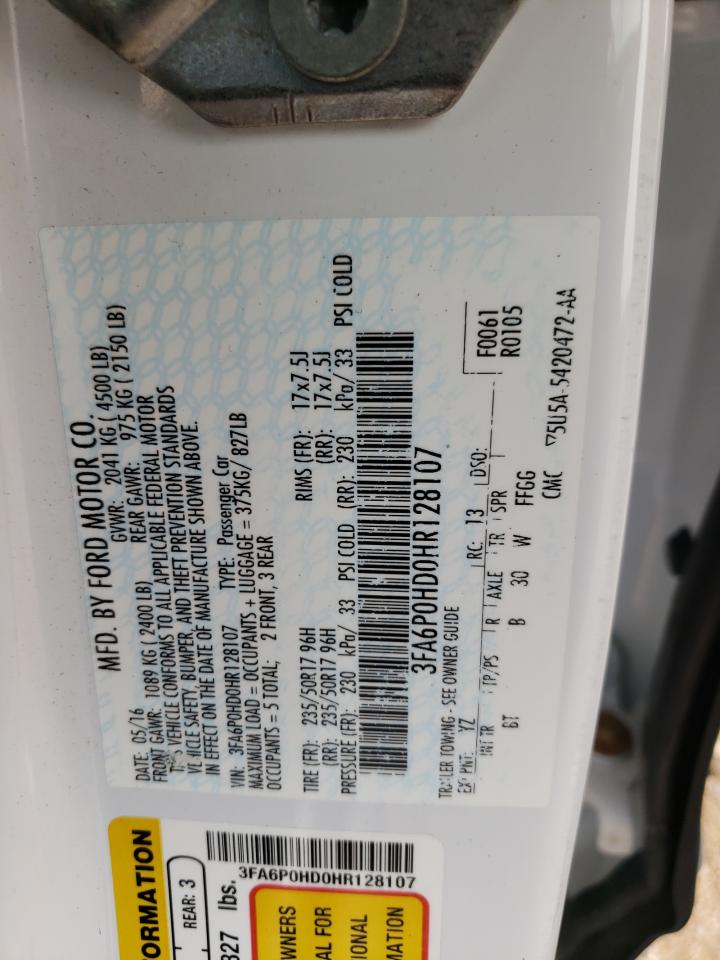 MFD. BY FORD MOTOR CO.
DATE: 05/16 GVWR: 2041 KG ( 4500 LB)
FRONT GAWR: 1089 KG ( 2400 LB) REAR GAWR: 975 KG ( 2150 LB)
THIS VEHICLE CONFORMS TO ALL APPLICABLE FEDERAL MOTOR
VEHICLE SAFETY, BUMPER, AND THEFT PREVENTION STANDARDS
IN EFFECT ON THE DATE OF MANUFACTURE SHOWN ABOVE.
VIN: 3FA6P0HD0HR128107 TYPE: Passenger Car
MAXIMUM LOAD = OCCUPANTS + LUGGAGE = 375KG/ 827LB
OCCUPANTS = 5 TOTAL; 2 FRONT, 3 REAR
TIRE (FR): 235/50R17 96H RIMS (FR): 17x7.5J
(RR): 235/50R17 96H (RR): 17x7.5J
PRESSURE (FR): 230 kPa/ 33 PSI COLD (RR): 230 kPa/ 33 PSI COLD
3FA6P0HD0HR128107
TRAILER TOWING - SEE OWNER GUIDE
EXT PNT: YZ RC: 13 DSO: F0061
R0105
INT TR TP/PS R AXLE TR SPR
BT B 30 W FFGG
CMC ▽5U5A-5420472-AA
3FA6P0HD0HR128107
ORMATION
REAR: 3
327 lbs.
WNERS
AL FOR
IONAL
MATION